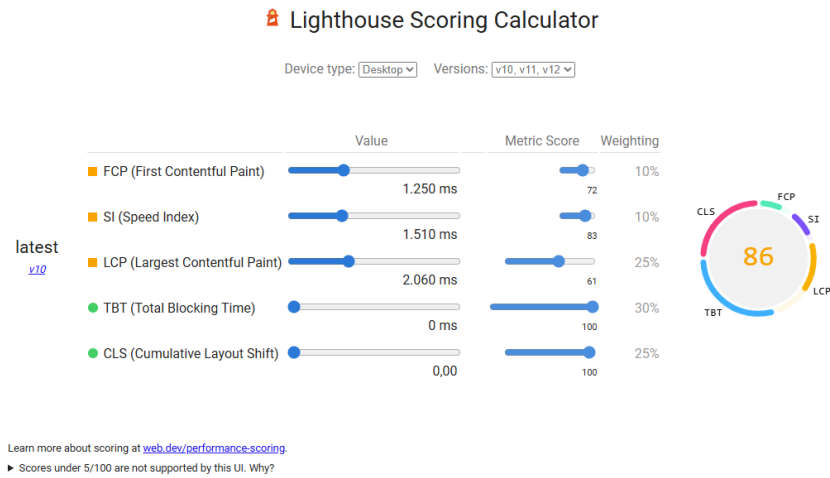 Lighthouse Scoring Calculator
Device type: Desktop Versions: v10, v11, v12
Value Metric Score Weighting
FCP (First Contentful Paint) 10%
1.250 ms 72
SI (Speed Index) 10%
1.510 ms 83
latest
v10
LCP (Largest Contentful Paint) 25%
2.060 ms 61
TBT (Total Blocking Time) 30%
0 ms 100
CLS (Cumulative Layout Shift) 25%
0,00 100
FCP
SI
LCP
TBT
CLS
86
Learn more about scoring at web.dev/performance-scoring.
▶ Scores under 5/100 are not supported by this UI. Why?